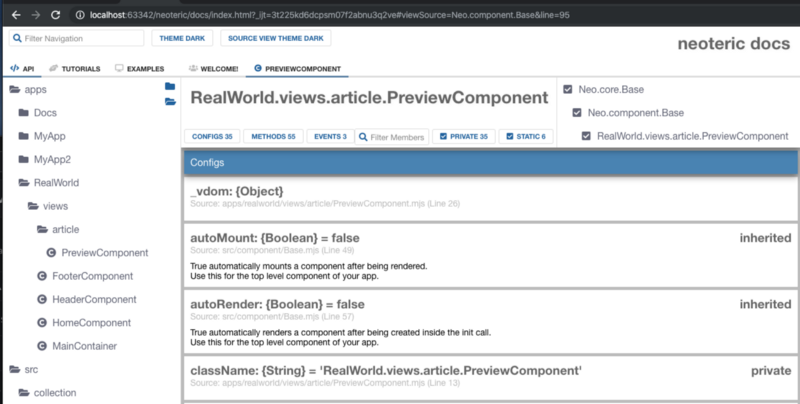 localhost:63342/neoteric/docs/index.html?_ijt=3t225kd6dcpsm07f2abnu3q2ve#viewSource=Neo.component.Base&line=95
Filter Navigation
THEME DARK
SOURCE VIEW THEME DARK
neoteric docs
API
TUTORIALS
EXAMPLES
WELCOME!
PREVIEWCOMPONENT
apps
Docs
MyApp
MyApp2
RealWorld
views
article
PreviewComponent
FooterComponent
HeaderComponent
HomeComponent
MainContainer
src
collection
RealWorld.views.article.PreviewComponent
CONFIGS 35
METHODS 55
EVENTS 3
Filter Members
PRIVATE 35
STATIC 6
Neo.core.Base
Neo.component.Base
RealWorld.views.article.PreviewComponent
Configs
_vdom: {Object}
Source: apps/realworld/views/article/PreviewComponent.mjs (Line 26)
autoMount: {Boolean} = false
inherited
Source: src/component/Base.mjs (Line 49)
True automatically mounts a component after being rendered.
Use this for the top level component of your app.
autoRender: {Boolean} = false
inherited
Source: src/component/Base.mjs (Line 57)
True automatically renders a component after being created inside the init call.
Use this for the top level component of your app.
className: {String} = 'RealWorld.views.article.PreviewComponent'
private
Source: apps/realworld/views/article/PreviewComponent.mjs (Line 13)